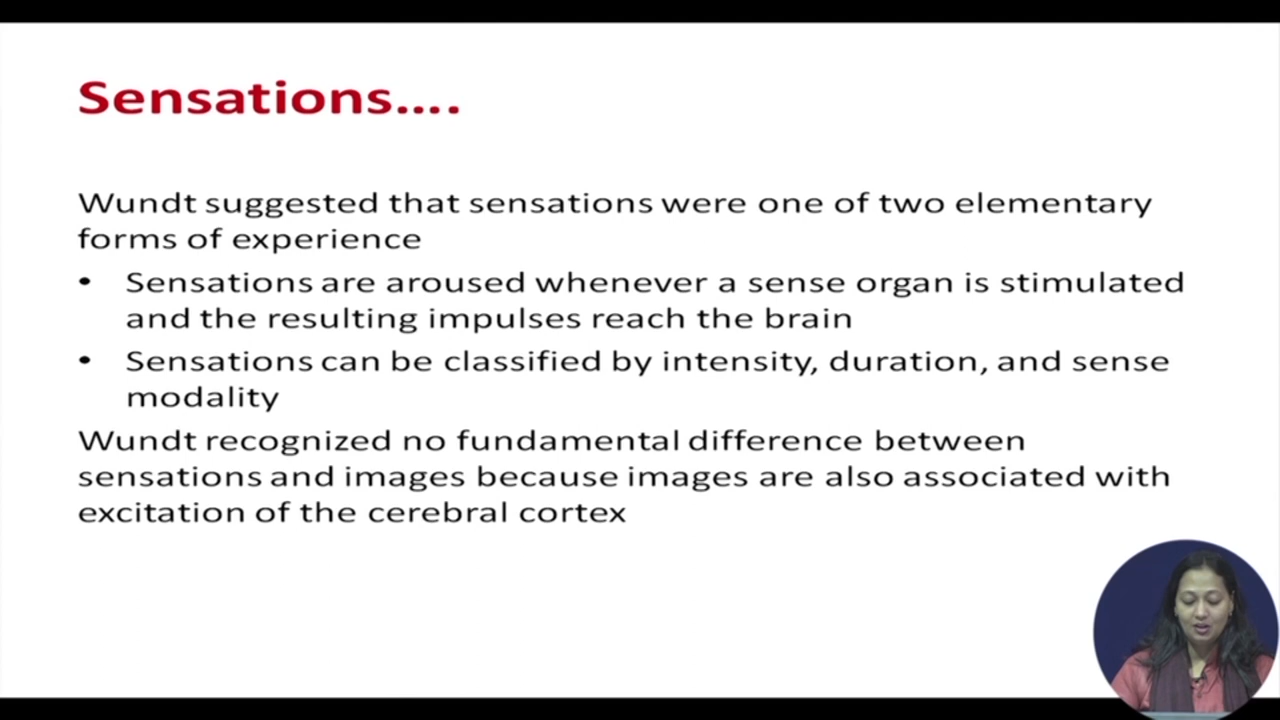 Sensations....
Wundt suggested that sensations were one of two elementary
forms of experience
• Sensations are aroused whenever a sense organ is stimulated
and the resulting impulses reach the brain
• Sensations can be classified by intensity, duration, and sense
modality
Wundt recognized no fundamental difference between
sensations and images because images are also associated with
excitation of the cerebral cortex